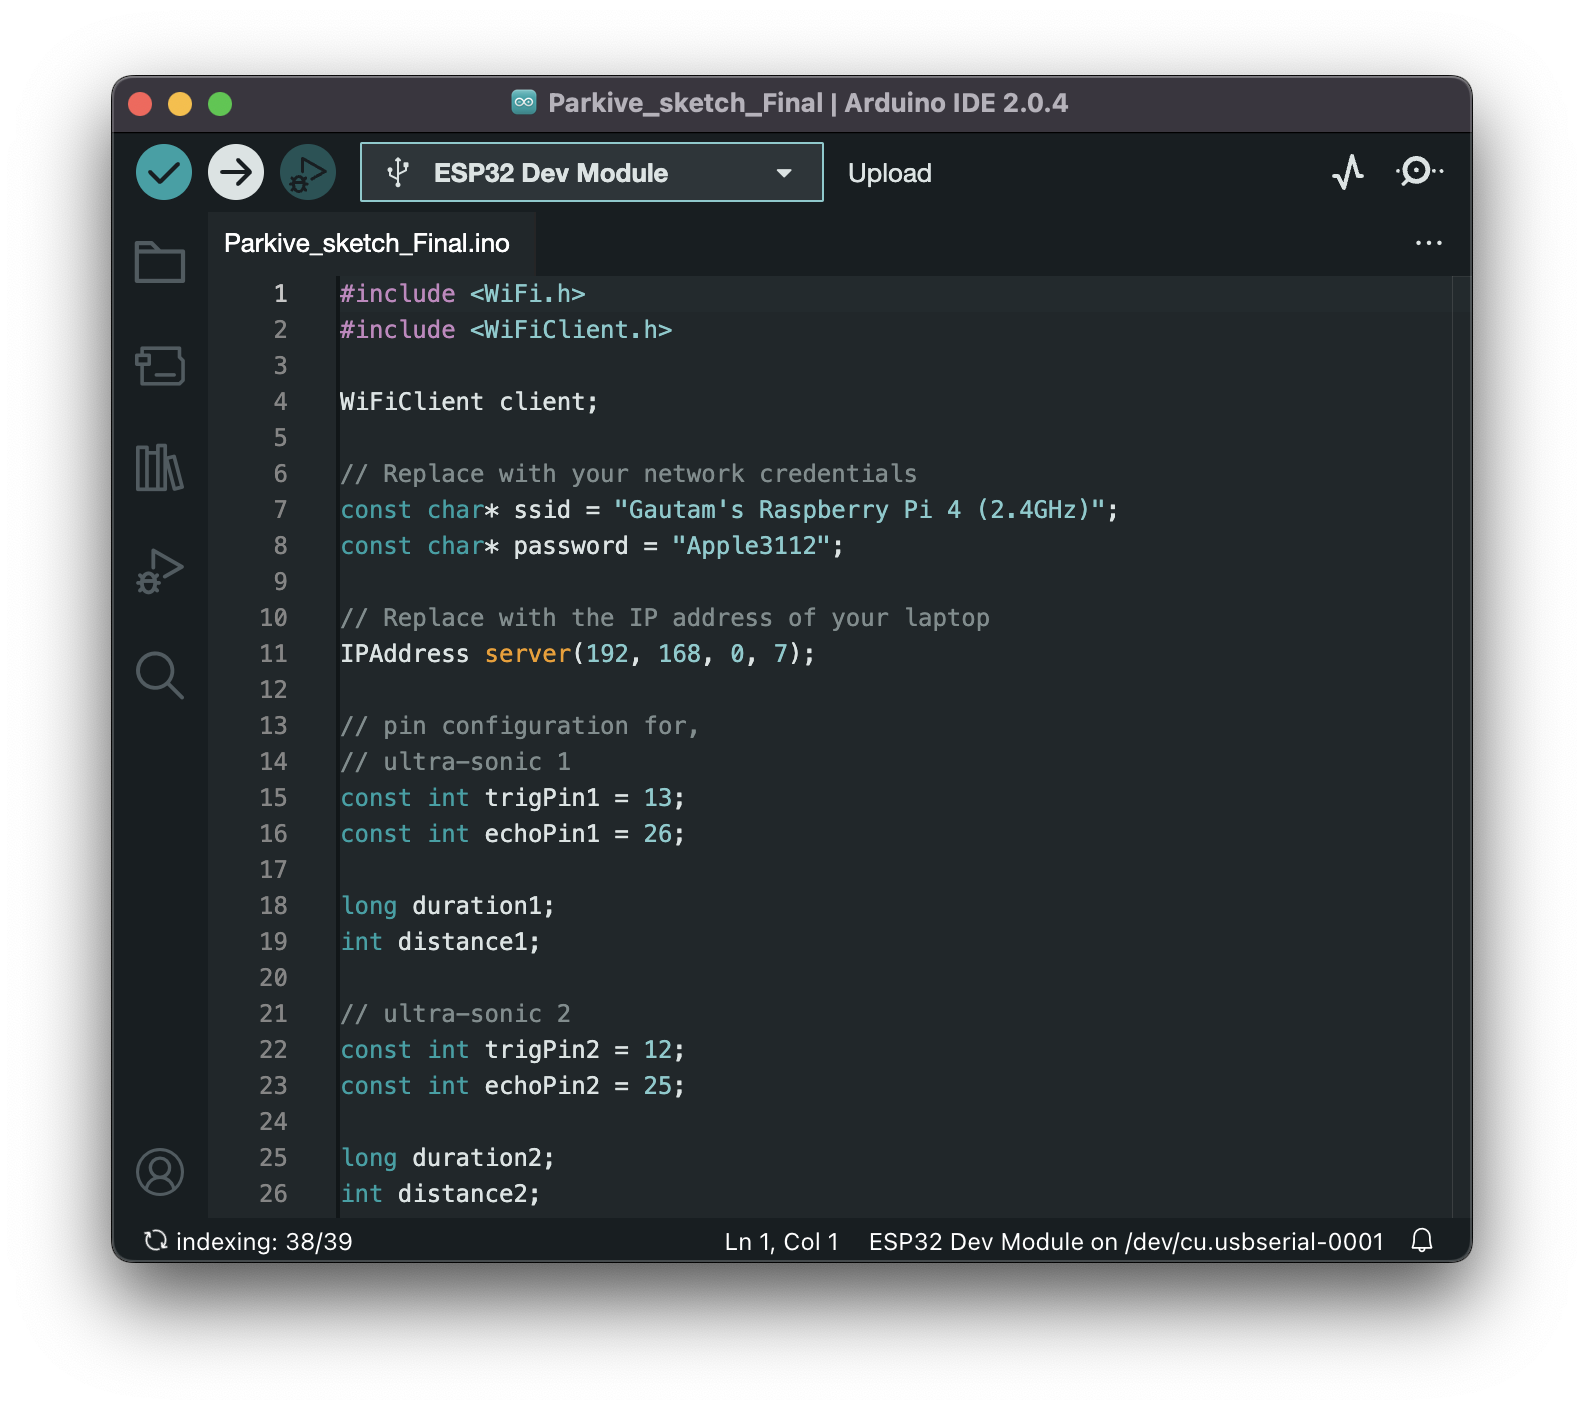 Parkive_sketch_Final | Arduino IDE 2.0.4
ESP32 Dev Module
Upload
Parkive_sketch_Final.ino
1 #include <WiFi.h>
2 #include <WiFiClient.h>
3
4 WiFiClient client;
5
6 // Replace with your network credentials
7 const char* ssid = "Gautam's Raspberry Pi 4 (2.4GHz)";
8 const char* password = "Apple3112";
9
10 // Replace with the IP address of your laptop
11 IPAddress server(192, 168, 0, 7);
12
13 // pin configuration for,
14 // ultra-sonic 1
15 const int trigPin1 = 13;
16 const int echoPin1 = 26;
17
18 long duration1;
19 int distance1;
20
21 // ultra-sonic 2
22 const int trigPin2 = 12;
23 const int echoPin2 = 25;
24
25 long duration2;
26 int distance2;
indexing: 38/39
Ln 1, Col 1
ESP32 Dev Module on /dev/cu.usbserial-0001